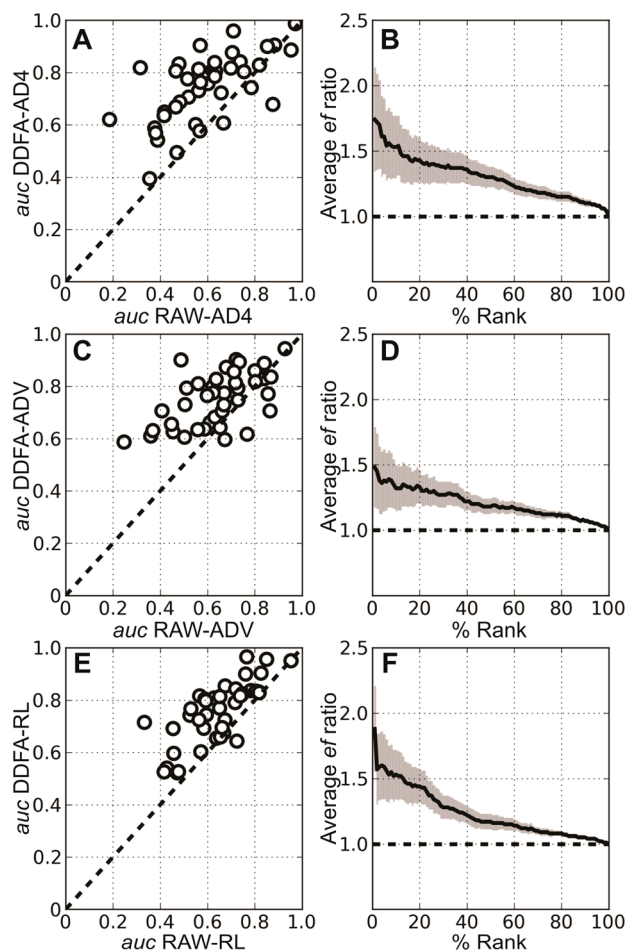 A
auc DDFA-AD4
1.0
0.8
0.6
0.4
0.2
0
0 0.2 0.4 0.6 0.8 1.0
auc RAW-AD4
B
Average ef ratio
2.5
2.0
1.5
1.0
0 20 40 60 80 100
% Rank
C
auc DDFA-ADV
1.0
0.8
0.6
0.4
0.2
0
0 0.2 0.4 0.6 0.8 1.0
auc RAW-ADV
D
Average ef ratio
2.5
2.0
1.5
1.0
0 20 40 60 80 100
% Rank
E
auc DDFA-RL
1.0
0.8
0.6
0.4
0.2
0
0 0.2 0.4 0.6 0.8 1.0
auc RAW-RL
F
Average ef ratio
2.5
2.0
1.5
1.0
0 20 40 60 80 100
% Rank